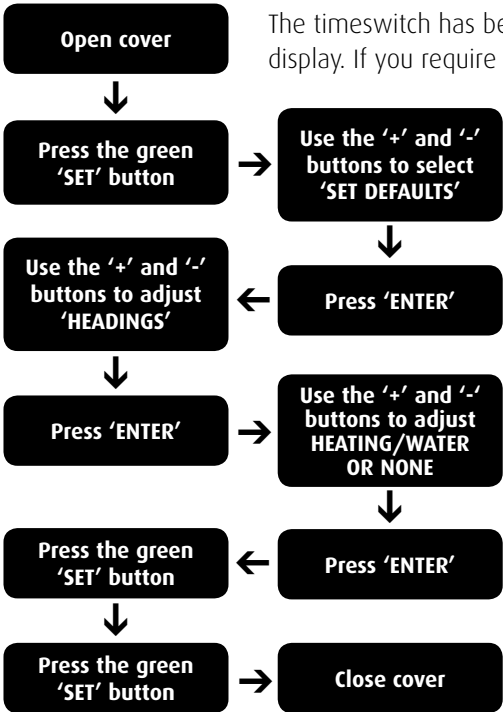 The timeswitch has be
display. If you require
Open cover
Press the green
‘SET’ button
Use the ‘+’ and ‘-’
buttons to select
‘SET DEFAULTS’
Press ‘ENTER’
Use the ‘+’ and ‘-’
buttons to adjust
‘HEADINGS’
Press ‘ENTER’
Use the ‘+’ and ‘-‘
buttons to adjust
HEATING/WATER
OR NONE
Press ‘ENTER’
Press the green
‘SET’ button
Press the green
‘SET’ button
Close cover